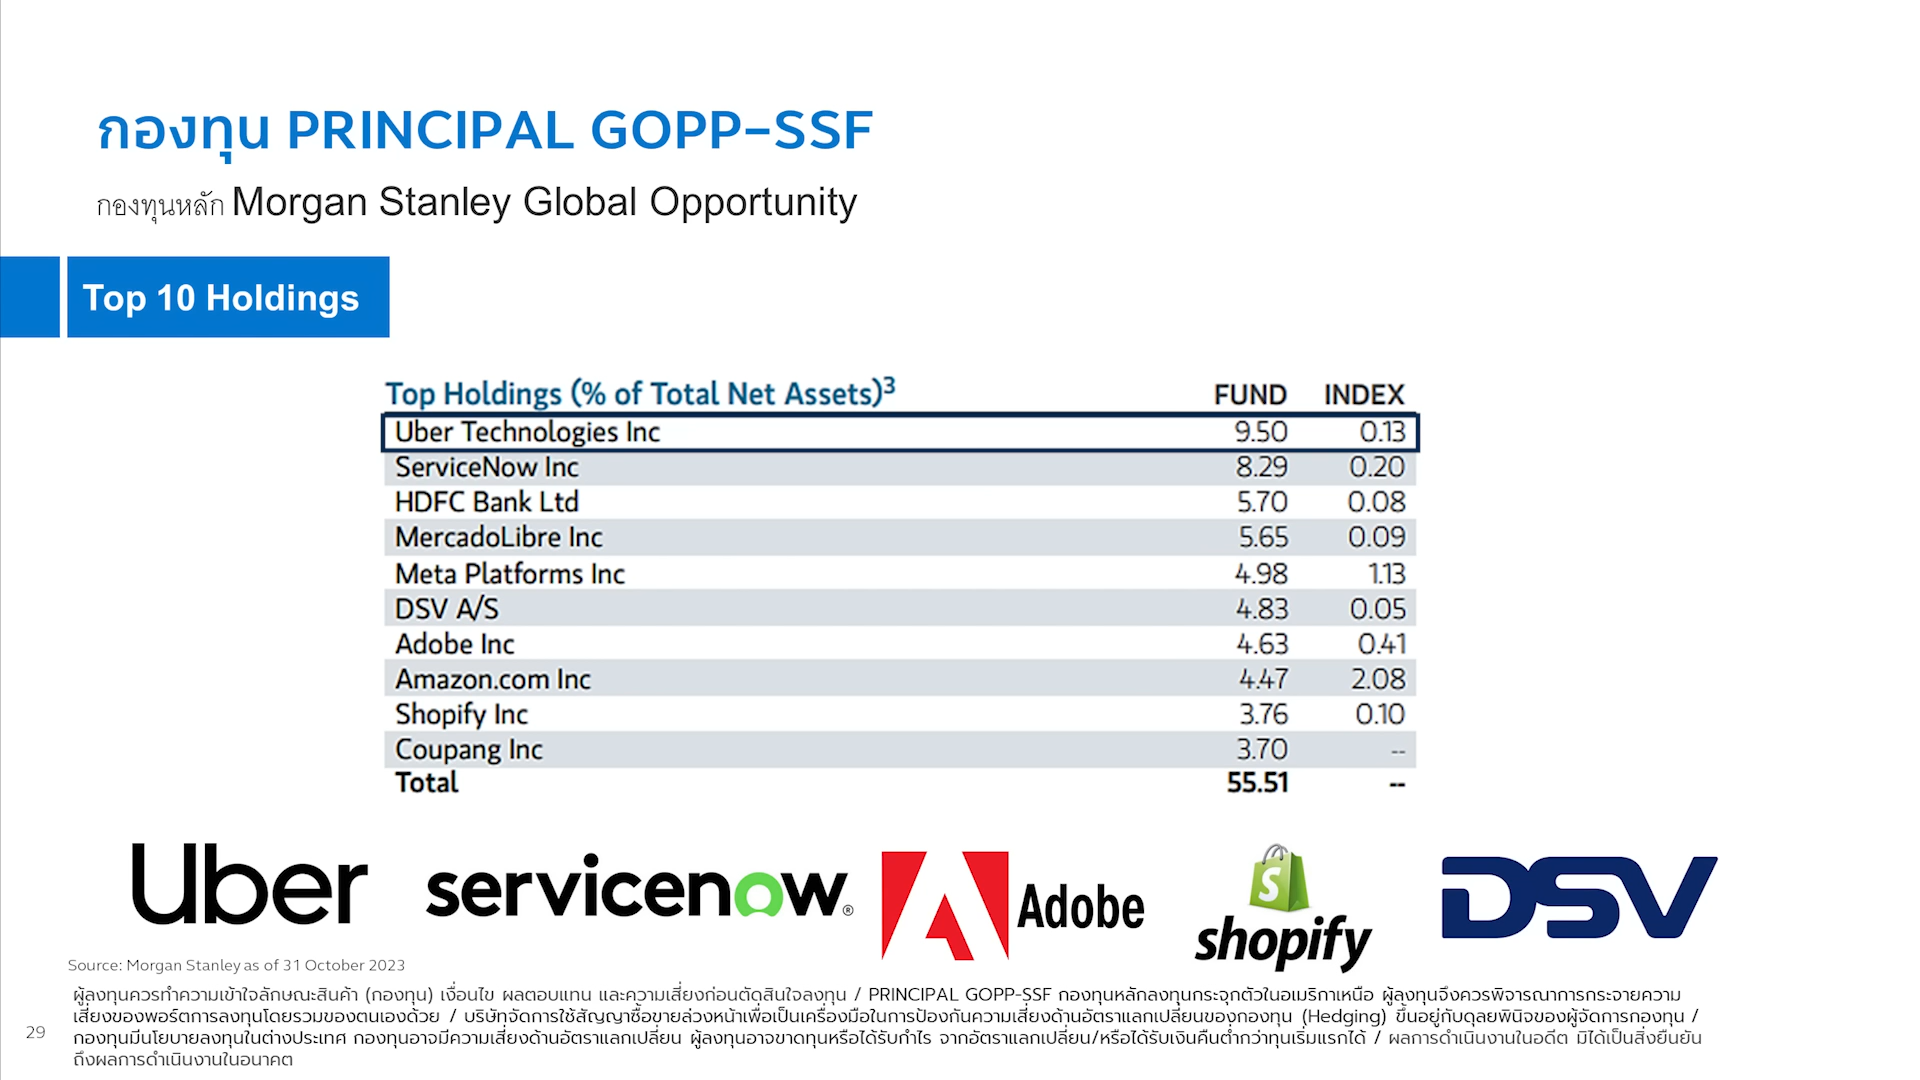 กองทุน PRINCIPAL GOPP-SSF
กองทุนหลัก Morgan Stanley Global Opportunity
Top 10 Holdings
Top Holdings (% of Total Net Assets)³ FUND INDEX
Uber Technologies Inc 9.50 0.13
ServiceNow Inc 8.29 0.20
HDFC Bank Ltd 5.70 0.08
MercadoLibre Inc 5.65 0.09
Meta Platforms Inc 4.98 1.13
DSV A/S 4.83 0.05
Adobe Inc 4.63 0.41
Amazon.com Inc 4.47 2.08
Shopify Inc 3.76 0.10
Coupang Inc 3.70 --
Total 55.51 --
Uber servicenow® Adobe shopify DSV
Source: Morgan Stanley as of 31 October 2023
ผู้ลงทุนควรทำความเข้าใจลักษณะสินค้า (กองทุน) เงื่อนไข ผลตอบแทน และความเสี่ยงก่อนตัดสินใจลงทุน / PRINCIPAL GOPP-SSF กองทุนหลักลงทุนกระจุกตัวในอเมริกาเหนือ ผู้ลงทุนจึงควรพิจารณาการกระจายความ
เสี่ยงของพอร์ตการลงทุนโดยรวมของตนเองด้วย / บริษัทจัดการใช้สัญญาซื้อขายล่วงหน้าเพื่อเป็นเครื่องมือในการป้องกันความเสี่ยงด้านอัตราแลกเปลี่ยนของกองทุน (Hedging) ขึ้นอยู่กับดุลยพินิจของผู้จัดการกองทุน /
กองทุนมีนโยบายลงทุนในต่างประเทศ กองทุนอาจมีความเสี่ยงด้านอัตราแลกเปลี่ยน ผู้ลงทุนอาจขาดทุนหรือได้รับกำไร จากอัตราแลกเปลี่ยน/หรือได้รับเงินคืนต่ำกว่าทุนเริ่มแรกได้ / ผลการดำเนินงานในอดีต มิได้เป็นสิ่งยืนยัน
ถึงผลการดำเนินงานในอนาคต
29